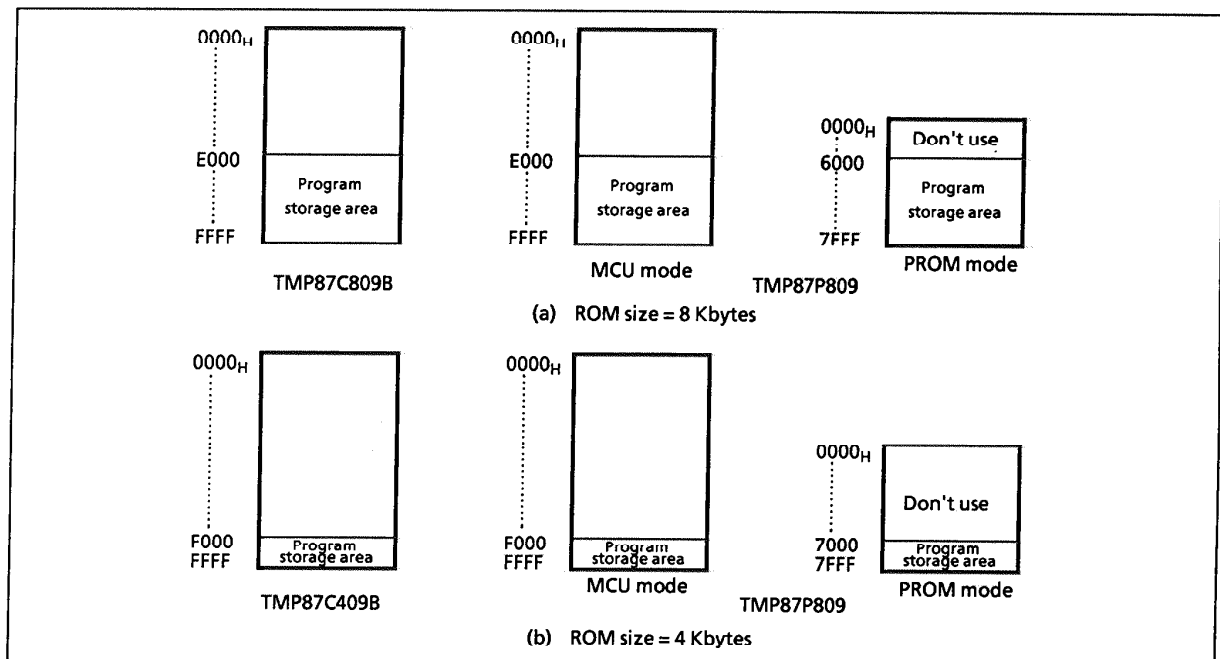 0000H
E000
FFFF
Program
storage area
TMP87C809B
0000H
E000
FFFF
Program
storage area
MCU mode
0000H
6000
7FFF
Don't use
Program
storage area
PROM mode
TMP87P809
(a) ROM size = 8 Kbytes
0000H
F000
FFFF
Program
storage area
TMP87C409B
0000H
F000
FFFF
Program
storage area
MCU mode
0000H
7000
7FFF
Don't use
Program
storage area
PROM mode
TMP87P809
(b) ROM size = 4 Kbytes